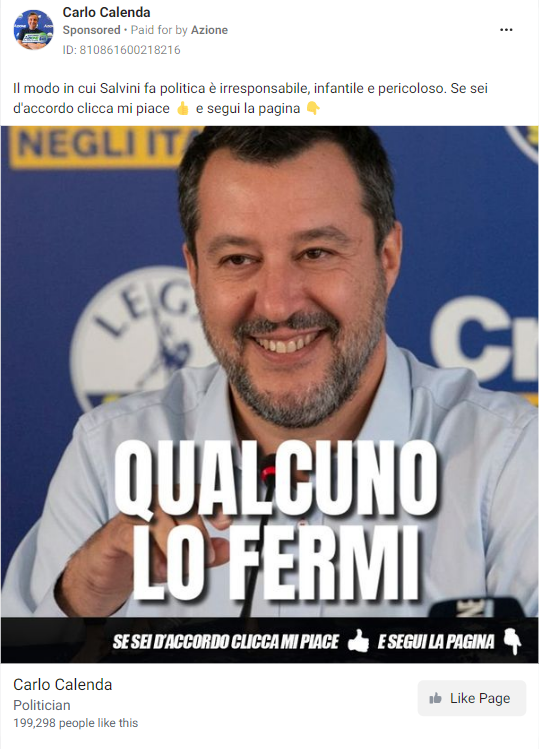 Carlo Calenda
Sponsored • Paid for by Azione
ID: 810861600218216
Il modo in cui Salvini fa politica è irresponsabile, infantile e pericoloso. Se sei
d'accordo clicca mi piace 👍 e segui la pagina 👇
NEGLI ITA
LEGA
Cr
QUALCUNO
LO FERMI
SE SEI D'ACCORDO CLICCA MI PIACE 👍 E SEGUI LA PAGINA 👇
Carlo Calenda
Politician
199,298 people like this
Like Page